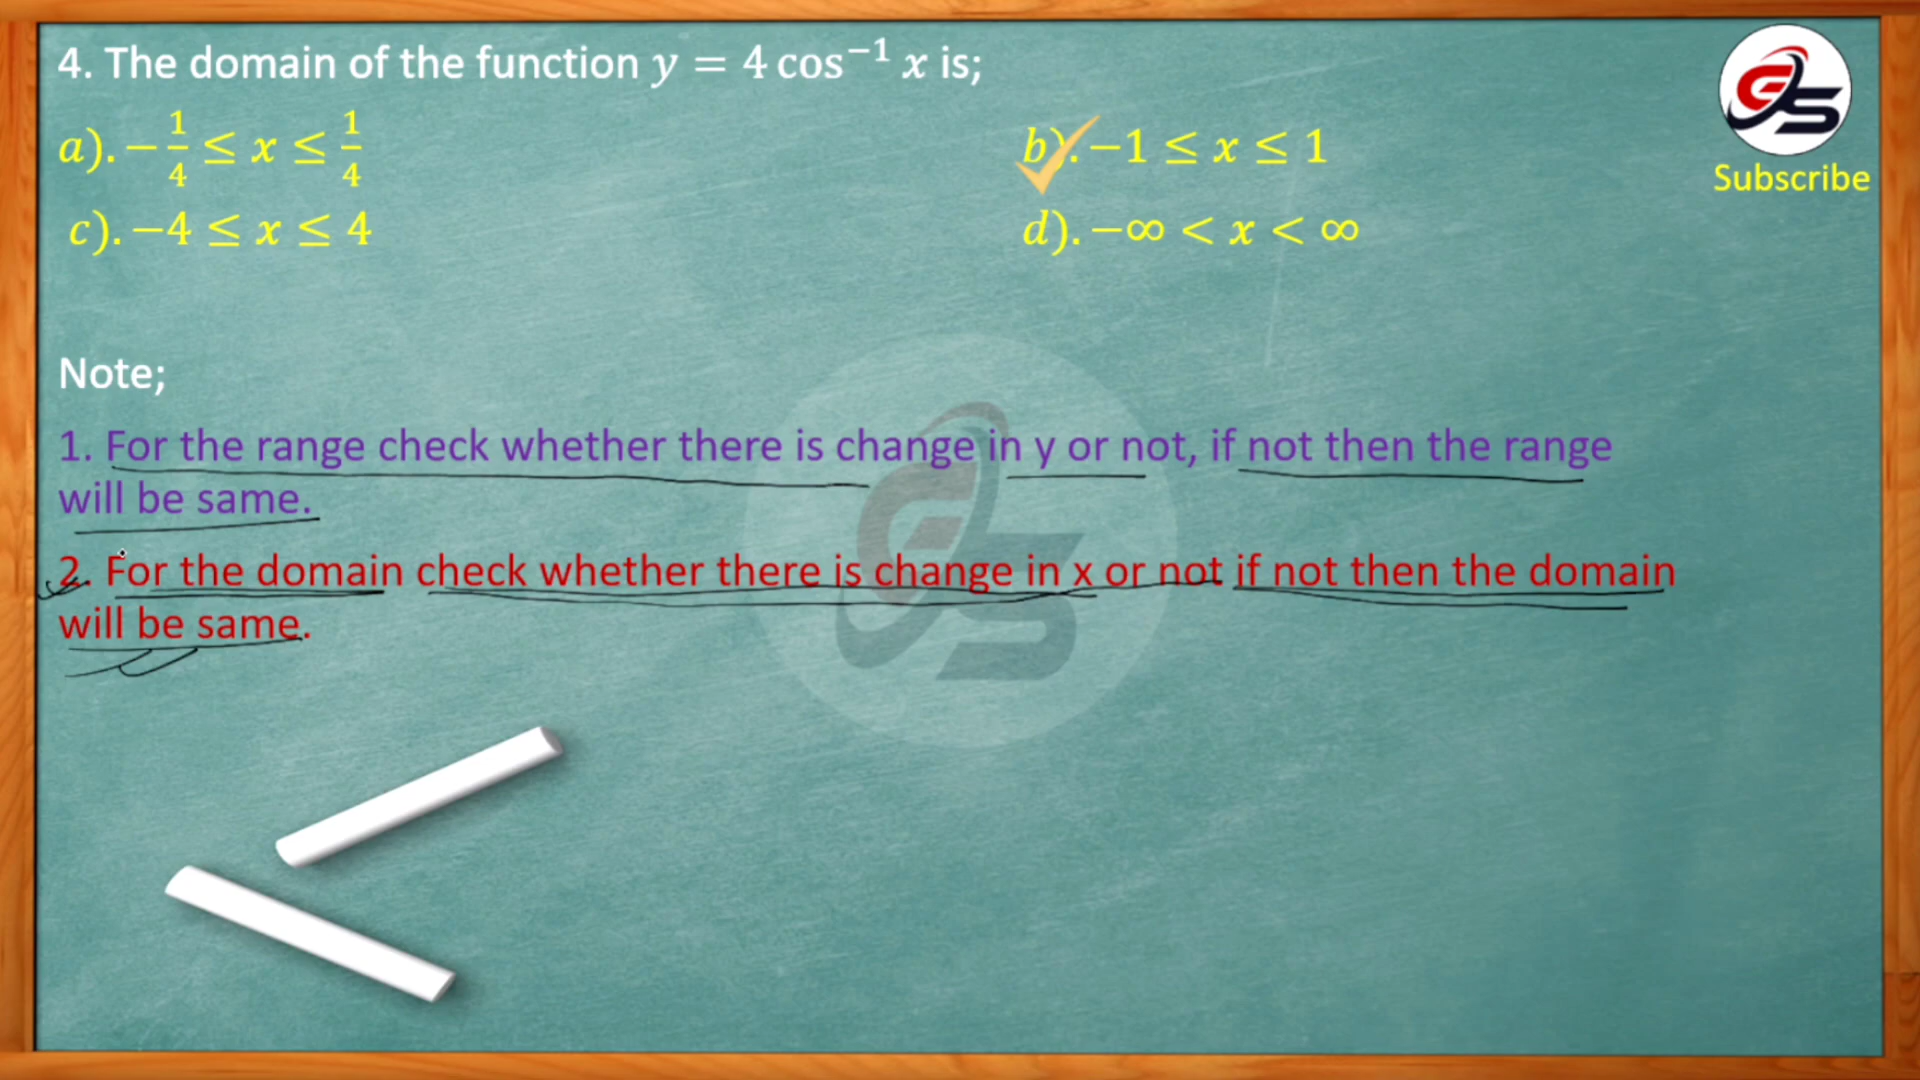 4. The domain of the function y = 4 cos⁻¹ x is;
a). −1/4 ≤ x ≤ 1/4
b). −1 ≤ x ≤ 1
c). −4 ≤ x ≤ 4
d). −∞ < x < ∞
Subscribe
Note;
1. For the range check whether there is change in y or not, if not then the range
will be same.
2. For the domain check whether there is change in x or not if not then the domain
will be same.